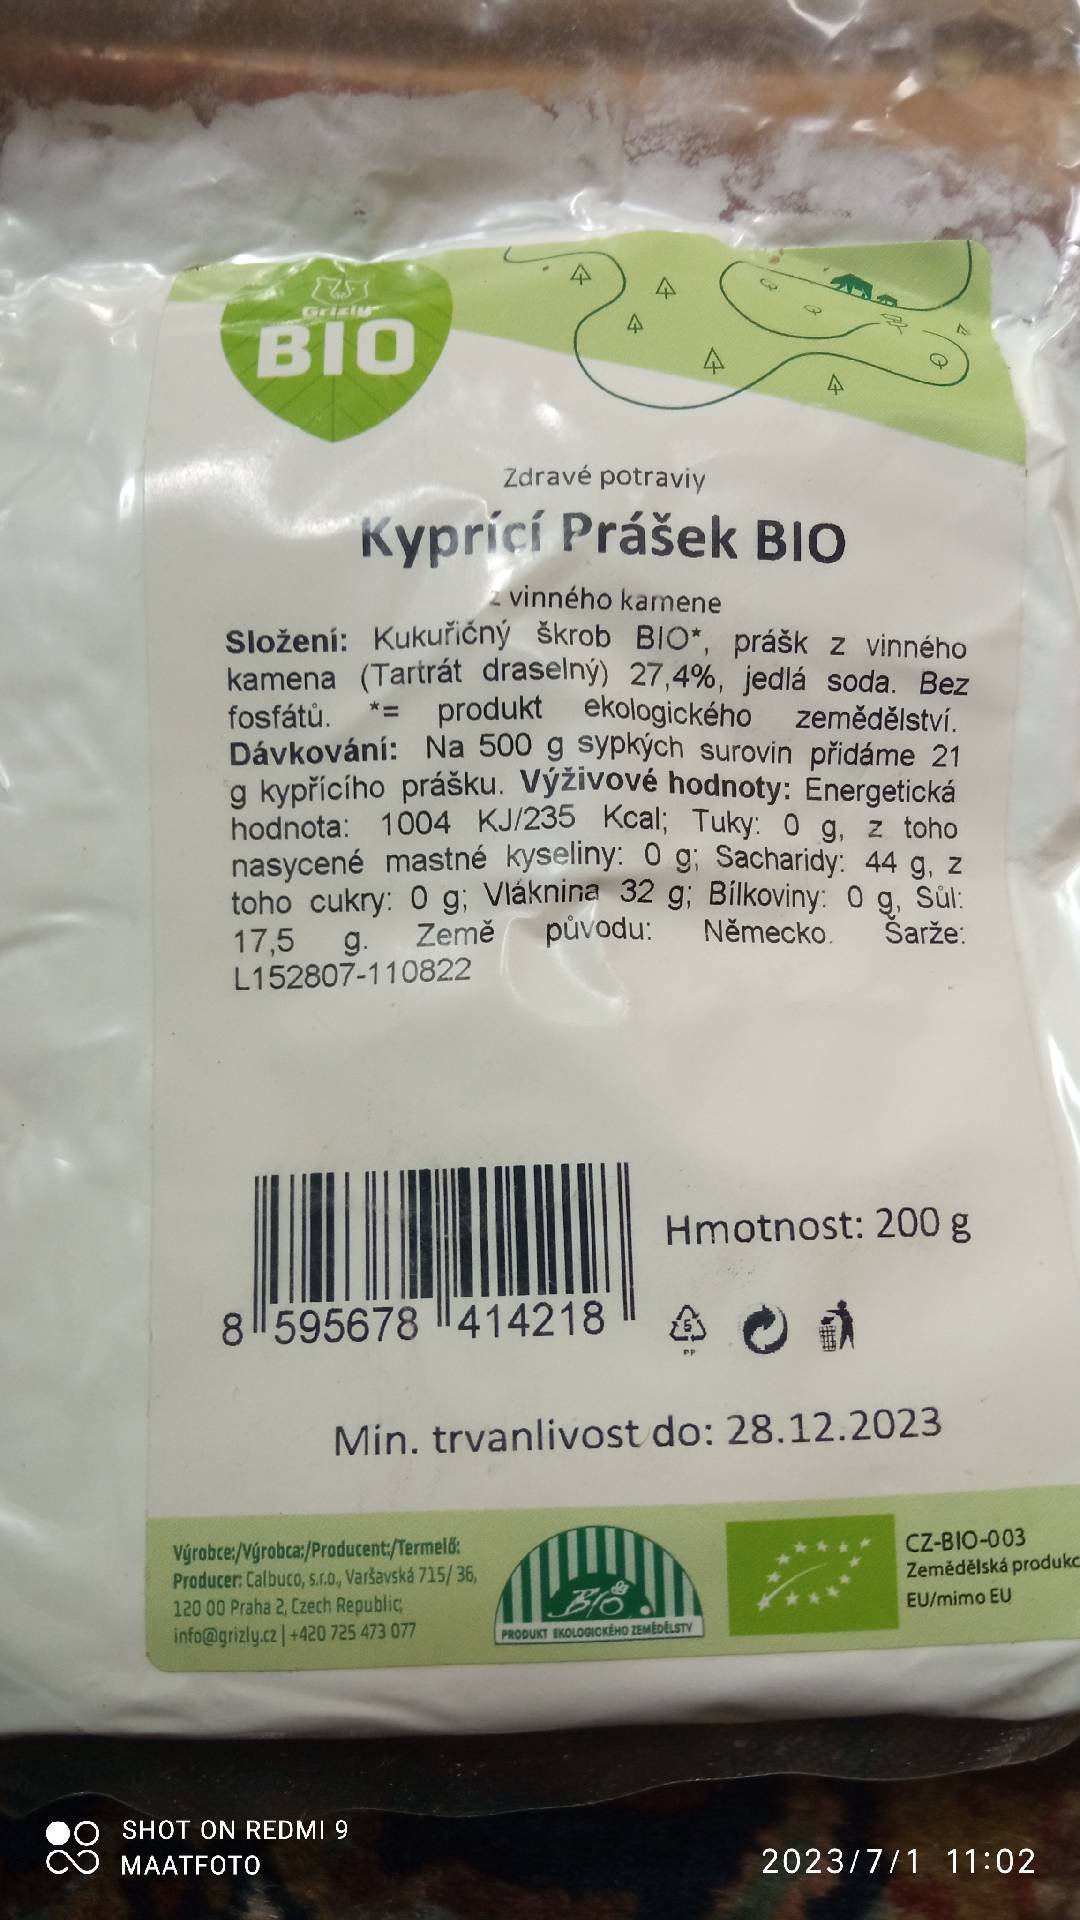 Grizly
BIO
Zdravé potraviy
Kyprící Prášek BIO
z vinného kamene
Složení: Kukuřičný škrob BIO*, prášk z vinného
kamena (Tartrát draselný) 27,4%, jedlá soda. Bez
fosfátů. *= produkt ekologického zemědělství.
Dávkování: Na 500 g sypkých surovin přidáme 21
g kypřícího prášku. Výživové hodnoty: Energetická
hodnota: 1004 KJ/235 Kcal; Tuky: 0 g, z toho
nasycené mastné kyseliny: 0 g; Sacharidy: 44 g, z
toho cukry: 0 g; Vláknina 32 g; Bílkoviny: 0 g, Sůl:
17,5 g. Země původu: Německo. Šarže:
L152807-110822
8 595678 414218
Hmotnost: 200 g
5
PP
Min. trvanlivost do: 28.12.2023
Výrobce:/Výrobca:/Producent:/Termelő:
Producer: Calbuco, s.r.o., Varšavská 715/ 36,
120 00 Praha 2, Czech Republic;
info@grizly.cz | +420 725 473 077
BIO
PRODUKT EKOLOGICKÉHO ZEMĚDĚLSTV
CZ-BIO-003
Zemědělská produkc
EU/mimo EU
SHOT ON REDMI 9
MAATFOTO
2023/7/1 11:02